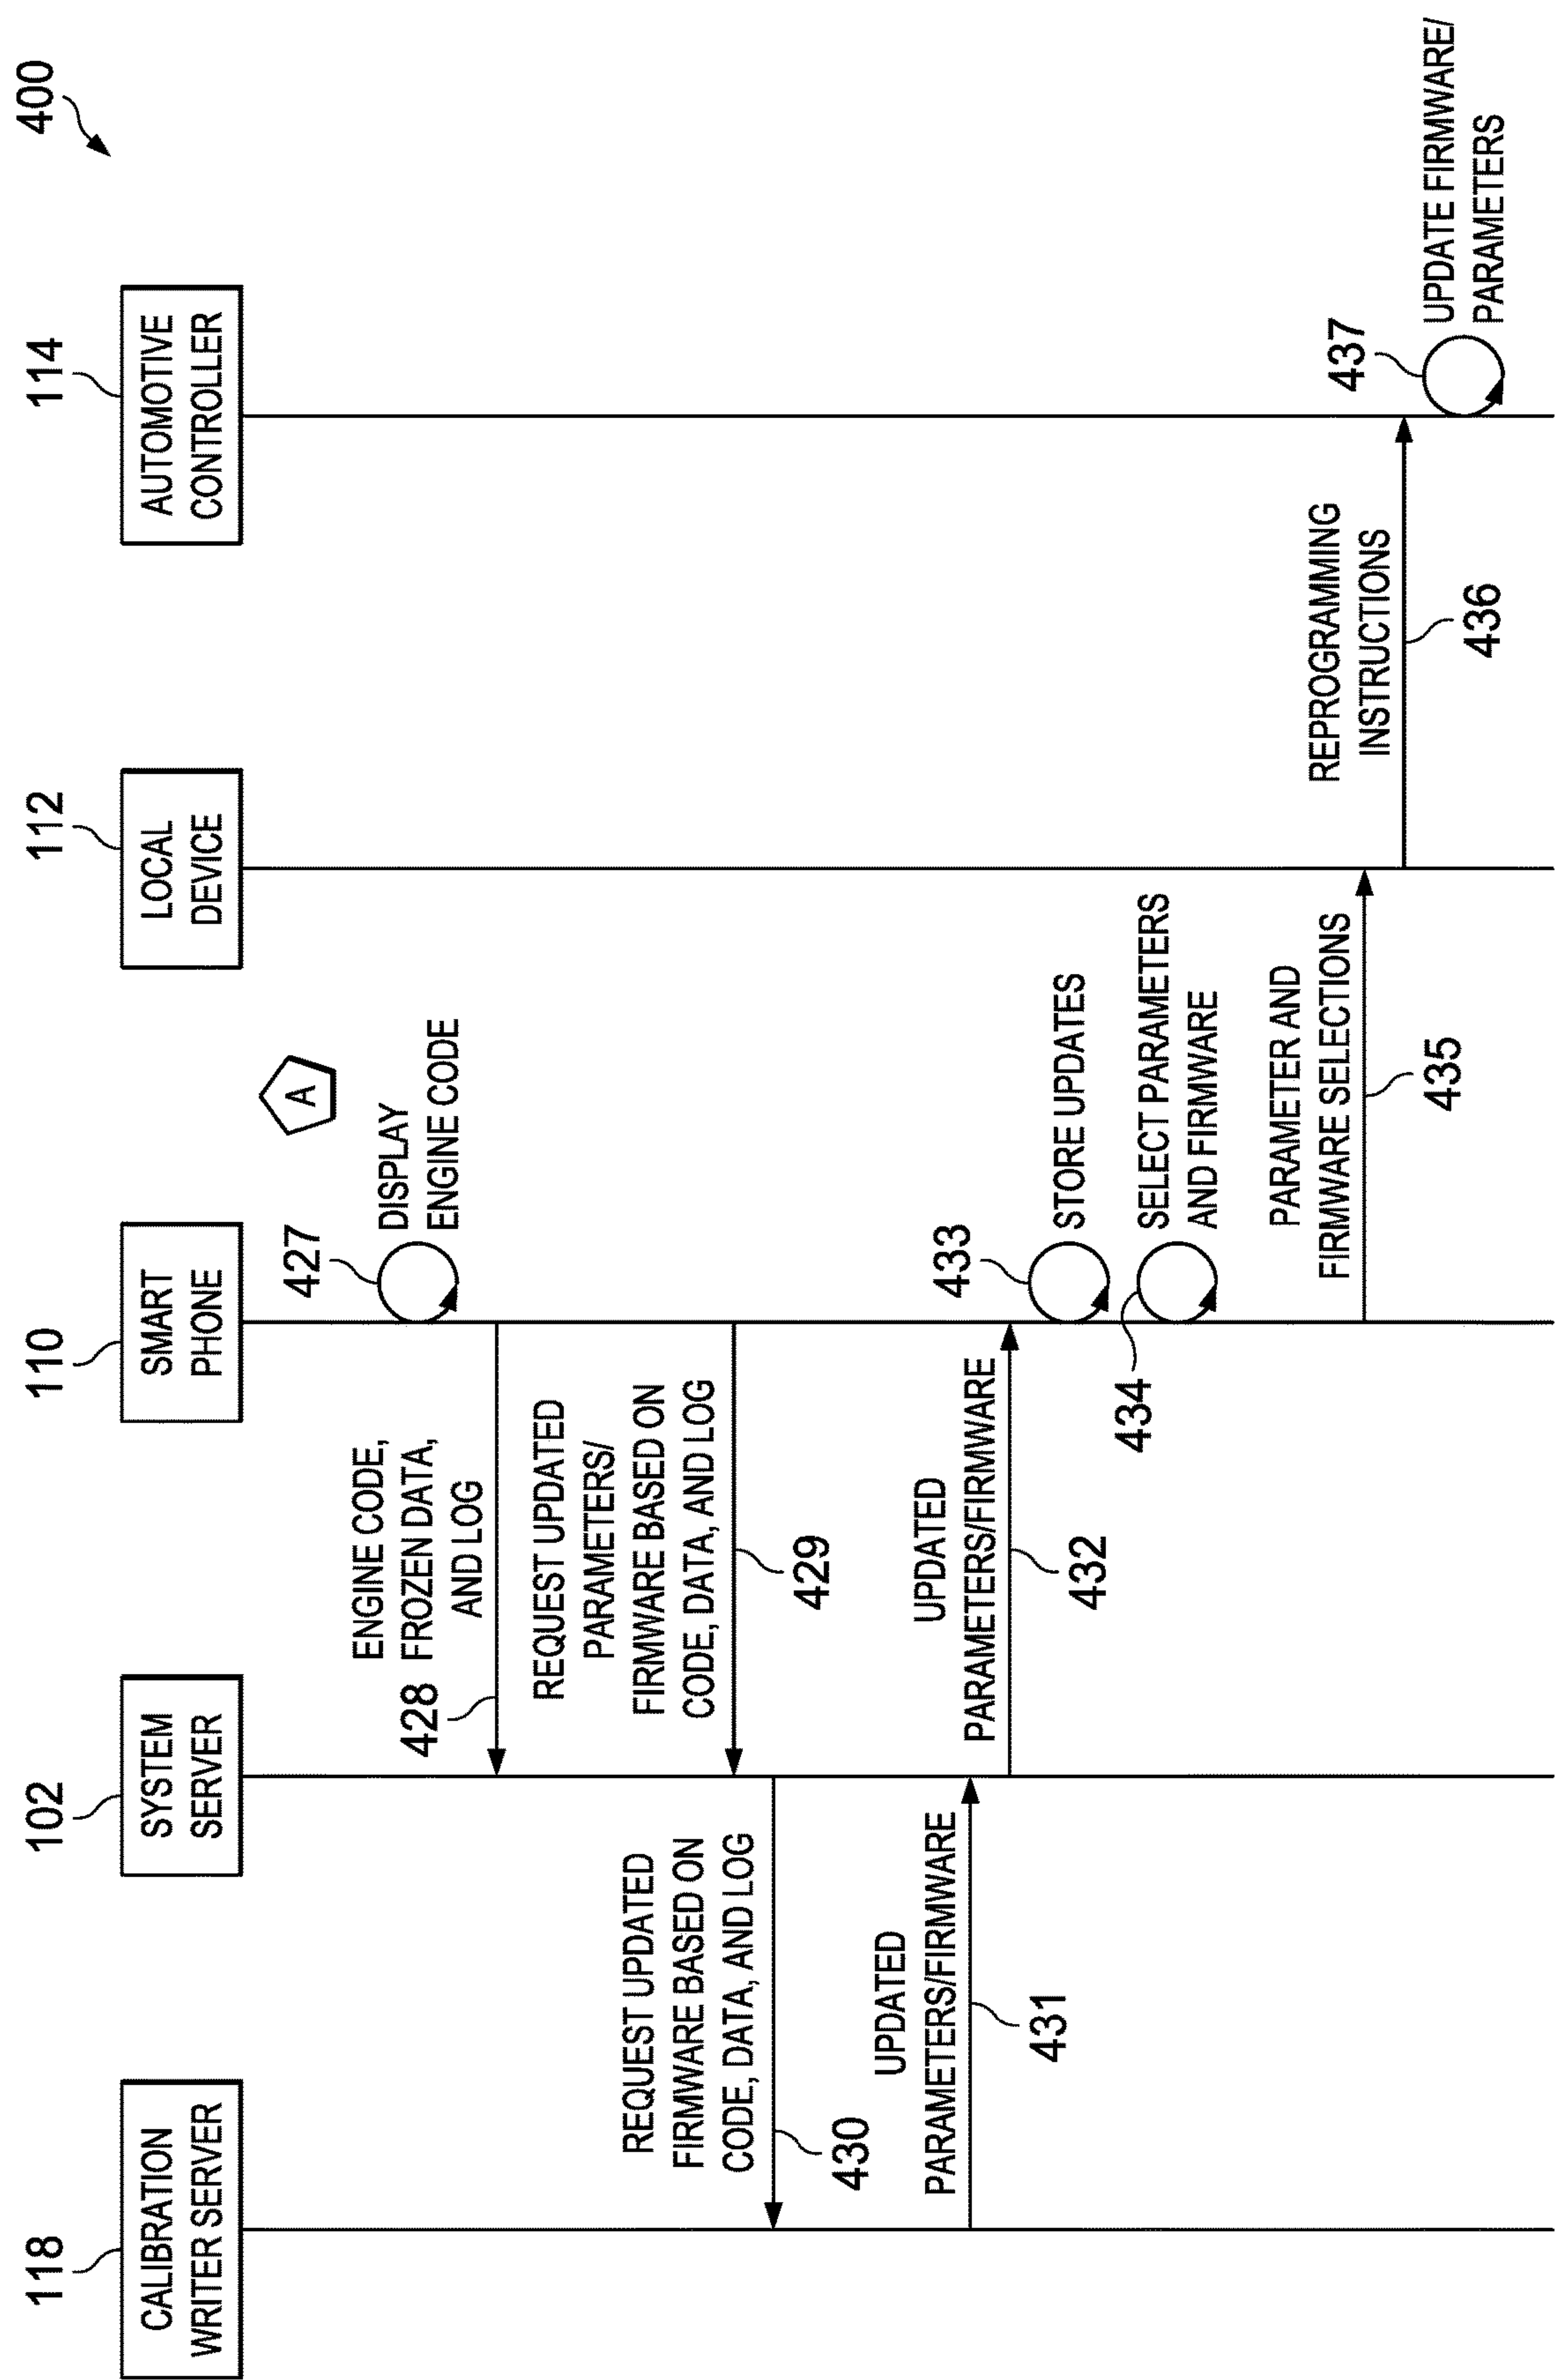 400
118
CALIBRATION
WRITER SERVER
102
SYSTEM
SERVER
110
SMART
PHONE
112
LOCAL
DEVICE
114
AUTOMOTIVE
CONTROLLER
A
427
DISPLAY
ENGINE CODE
ENGINE CODE,
FROZEN DATA,
AND LOG
428
REQUEST UPDATED
PARAMETERS/
FIRMWARE BASED ON
CODE, DATA, AND LOG
429
REQUEST UPDATED
FIRMWARE BASED ON
CODE, DATA, AND LOG
430
UPDATED
PARAMETERS/FIRMWARE
431
UPDATED
PARAMETERS/FIRMWARE
432
433
STORE UPDATES
434
SELECT PARAMETERS
AND FIRMWARE
PARAMETER AND
FIRMWARE SELECTIONS
435
REPROGRAMMING
INSTRUCTIONS
436
437
UPDATE FIRMWARE/
PARAMETERS